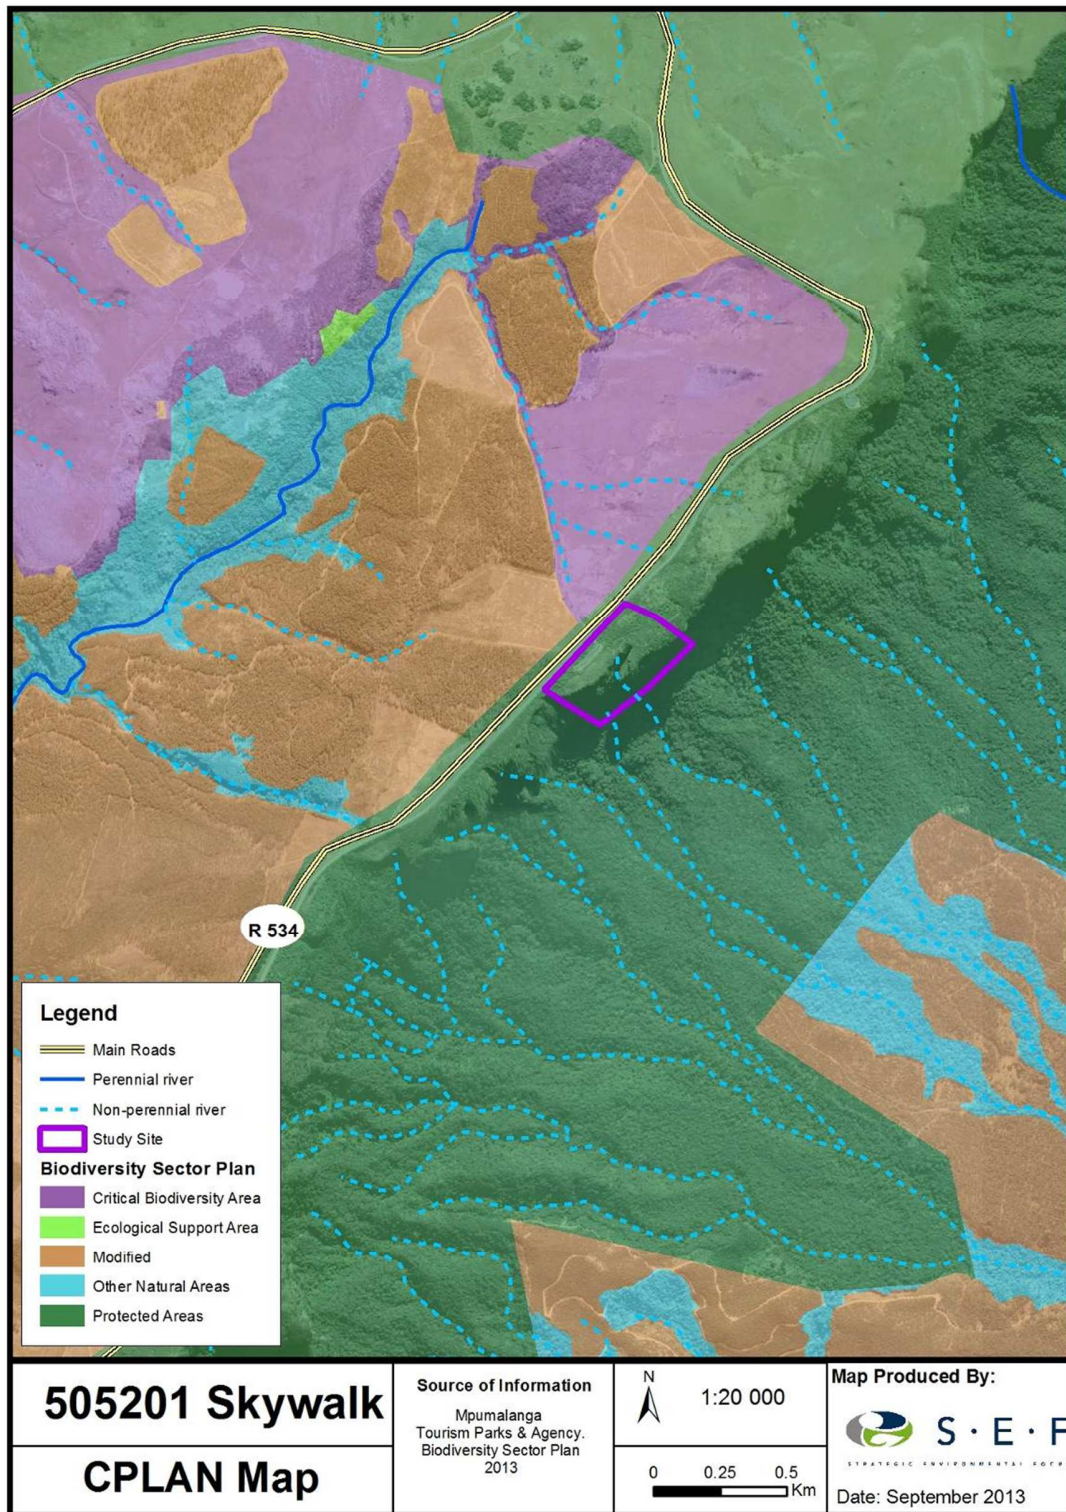 R 534
Legend
Main Roads
Perennial river
Non-perennial river
Study Site
Biodiversity Sector Plan
Critical Biodiversity Area
Ecological Support Area
Modified
Other Natural Areas
Protected Areas
505201 Skywalk
CPLAN Map
Source of Information
Mpumalanga
Tourism Parks & Agency.
Biodiversity Sector Plan
2013
N
1:20 000
0 0.25 0.5
Km
Map Produced By:
S·E·F
STRATEGIC ENVIRONMENTAL
Date: September 2013